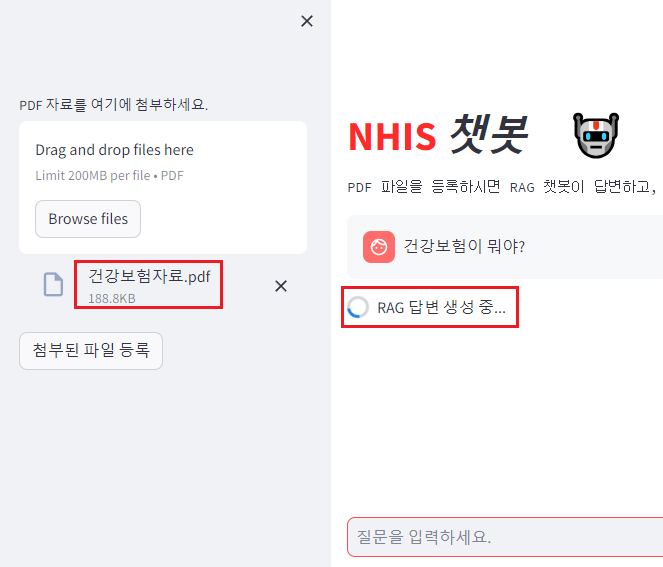 PDF 자료를 여기에 첨부하세요.
Drag and drop files here
Limit 200MB per file • PDF
Browse files
건강보험자료.pdf
188.8KB
첨부된 파일 등록
NHIS 챗봇
PDF 파일을 등록하시면 RAG 챗봇이 답변하고,
건강보험이 뭐야?
RAG 답변 생성 중...
질문을 입력하세요.